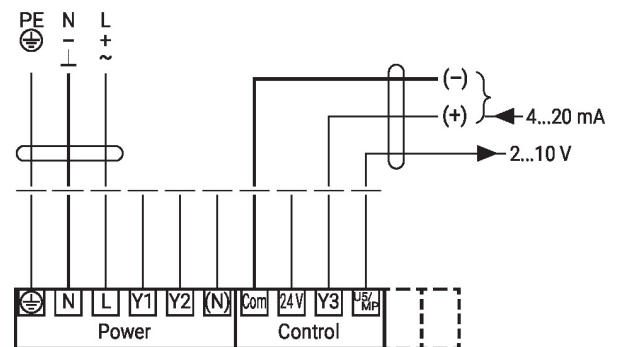 PE N L
– +
⊥ ~
(–)
(+) 4...20 mA
2...10 V
N L Y1 Y2 (N) Com 24V Y3 U5/MP
Power Control